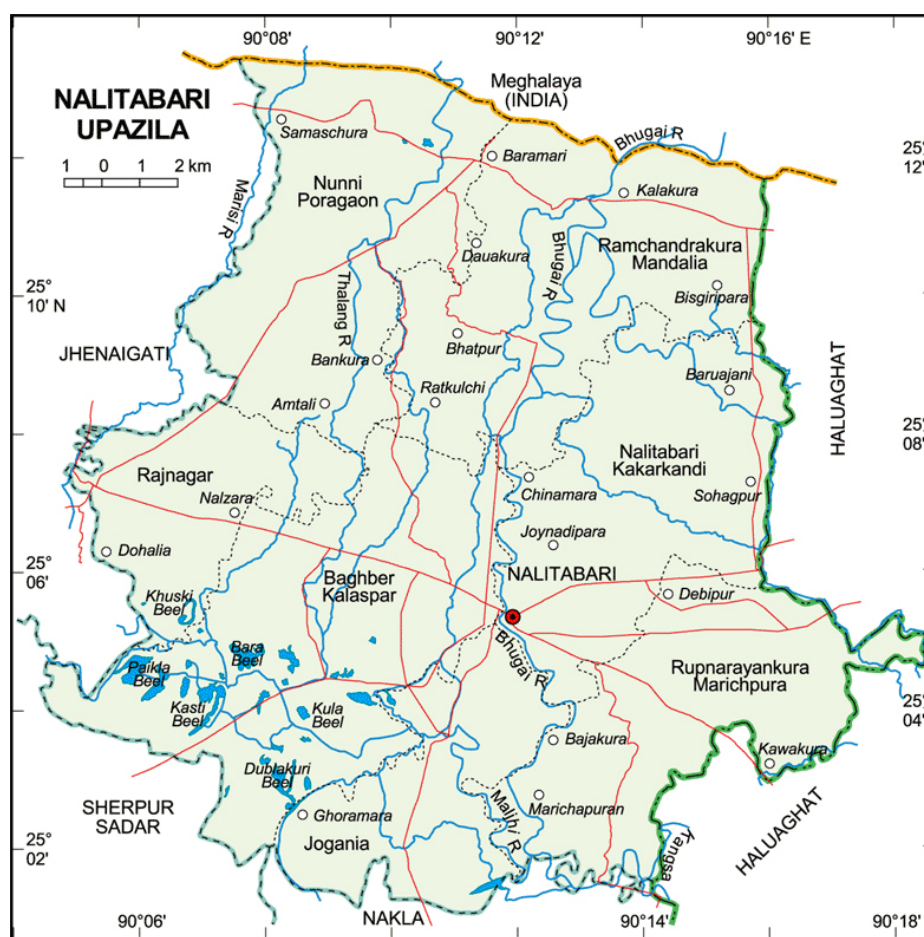 90°08'
90°12'
90°16' E
NALITABARI
UPAZILA
1 0 2 km
Meghalaya
(INDIA)
Bhugai R
25°
12'
Samaschura
Baramari
Kalakura
Nunni
Poragaon
Marisi R
Dauakura
Bhugai R
Ramchandrakura
Mandalia
Bisgiripara
25°
10' N
Thalang R
JHENAIGATI
Bankura
Bhatpur
Ratkulchi
Baruajani
Amtali
HALUAGHAT
25°
08'
Rajnagar
Nalitabari
Kakarkandi
Nalzara
Chinamara
Sohagpur
Joynadipara
Dohalia
25°
06'
Baghber
Kalaspar
NALITABARI
Debipur
Khuski
Beel
Bara
Beel
Bhugai R
Paikla
Beel
Rupnarayankura
Marichpura
Kasti
Beel
Kula
Beel
25°
04'
Bajakura
Kawakura
Dublakuri
Beel
Malihi R
Marichapuran
SHERPUR
SADAR
Ghoramara
Jogania
Kangsa
HALUAGHAT
25°
02'
NAKLA
90°06'
90°14'
90°18'